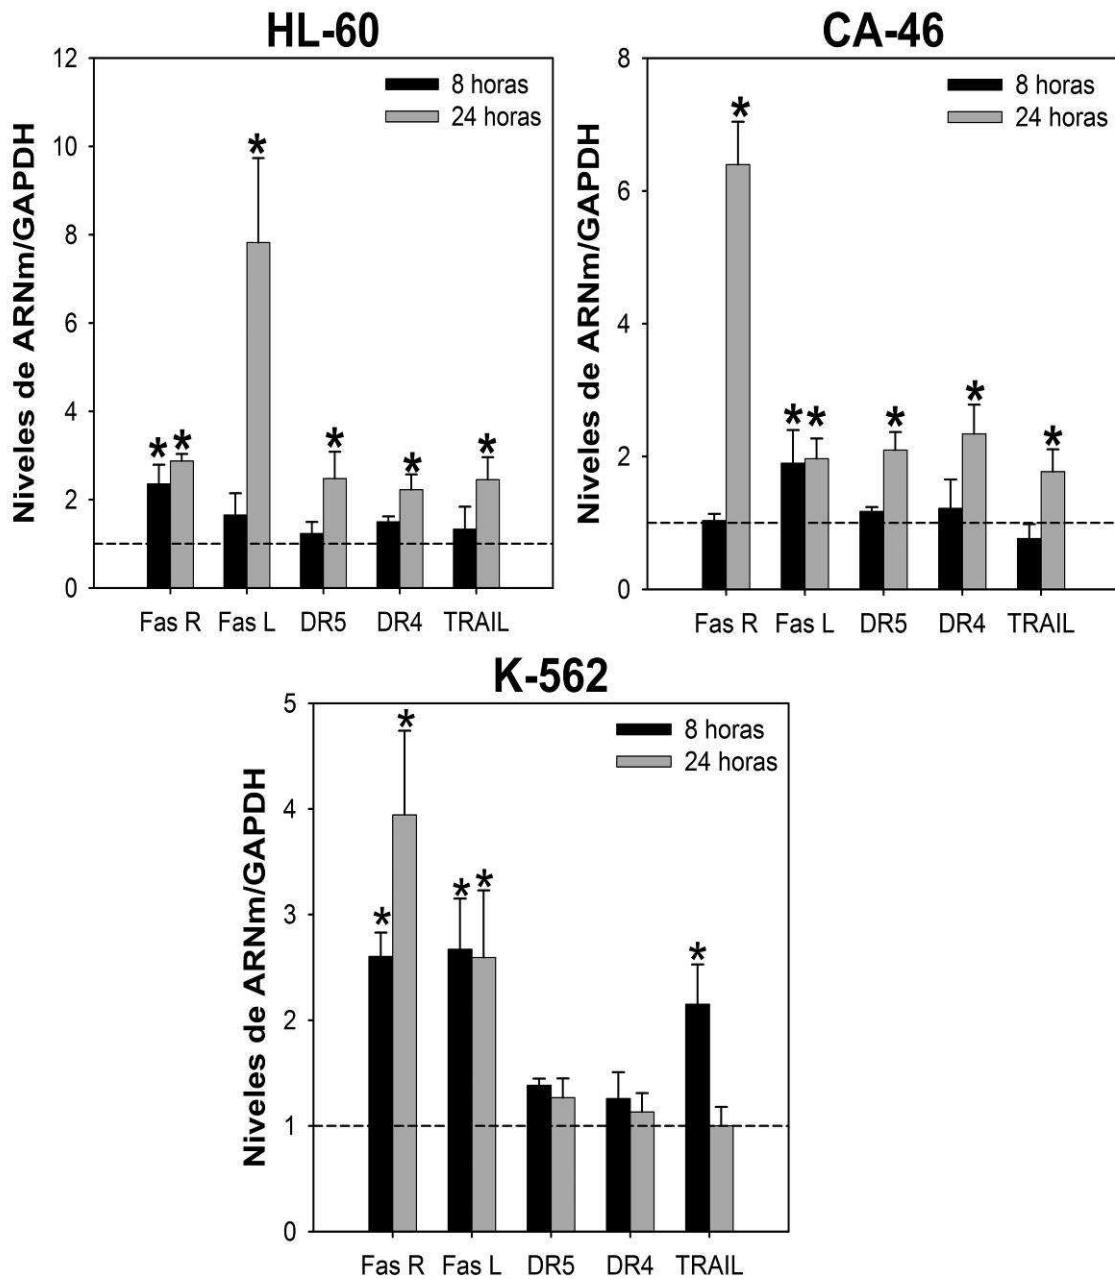 HL-60
12
10
8
6
4
2
0
Niveles de ARNm/GAPDH
8 horas
24 horas
*
*
*
*
*
*
Fas R
Fas L
DR5
DR4
TRAIL
CA-46
8
6
4
2
0
Niveles de ARNm/GAPDH
8 horas
24 horas
*
*
*
*
*
*
Fas R
Fas L
DR5
DR4
TRAIL
K-562
5
4
3
2
1
0
Niveles de ARNm/GAPDH
8 horas
24 horas
*
*
*
*
*
Fas R
Fas L
DR5
DR4
TRAIL